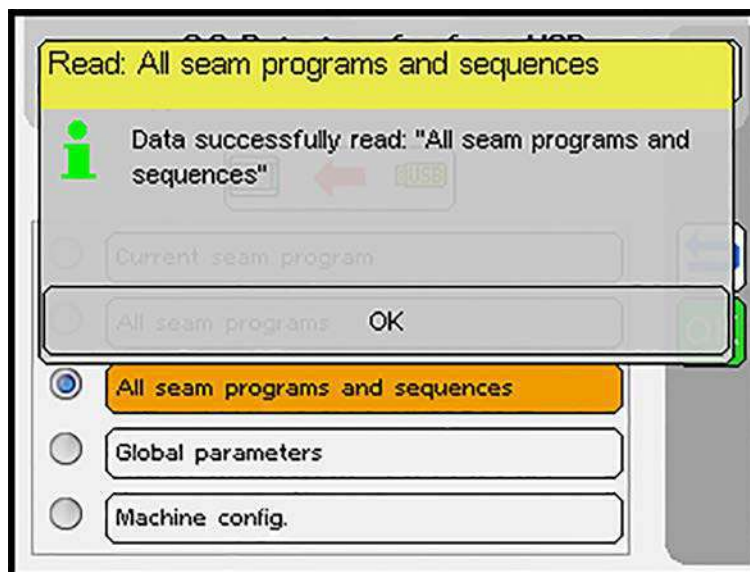 Read: All seam programs and sequences
Data successfully read: "All seam programs and
sequences"
USB
Current seam program
All seam programs
OK
All seam programs and sequences
Global parameters
Machine config.